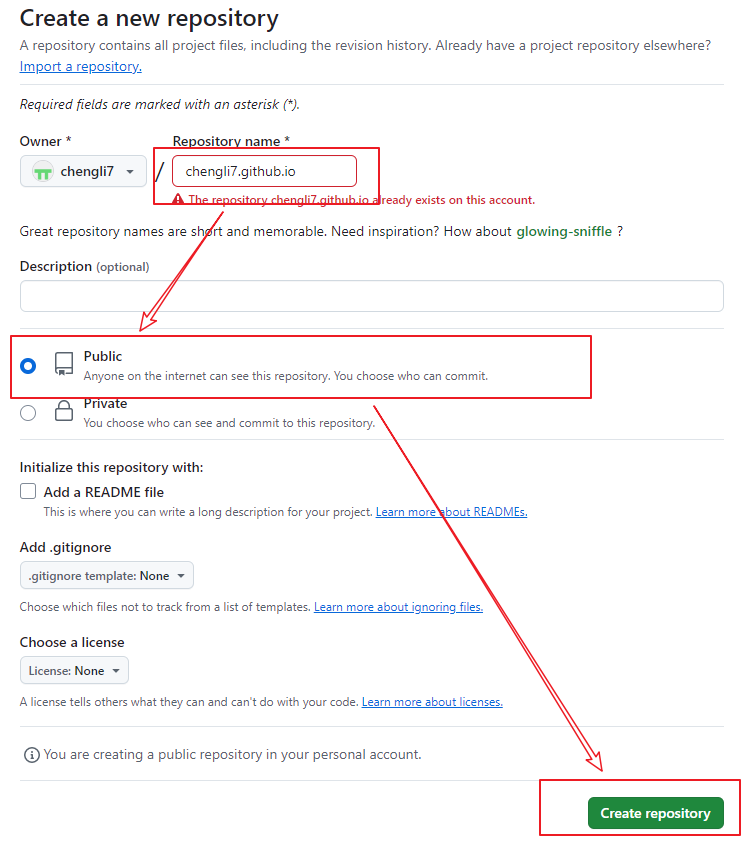 Create a new repository
A repository contains all project files, including the revision history. Already have a project repository elsewhere?
Import a repository.
Required fields are marked with an asterisk (*).
Owner * Repository name *
chengli7 / chengli7.github.io
The repository chengli7.github.io already exists on this account.
Great repository names are short and memorable. Need inspiration? How about glowing-sniffle ?
Description (optional)
Public
Anyone on the internet can see this repository. You choose who can commit.
Private
You choose who can see and commit to this repository.
Initialize this repository with:
Add a README file
This is where you can write a long description for your project. Learn more about READMEs.
Add .gitignore
.gitignore template: None
Choose which files not to track from a list of templates. Learn more about ignoring files.
Choose a license
License: None
A license tells others what they can and can't do with your code. Learn more about licenses.
You are creating a public repository in your personal account.
Create repository